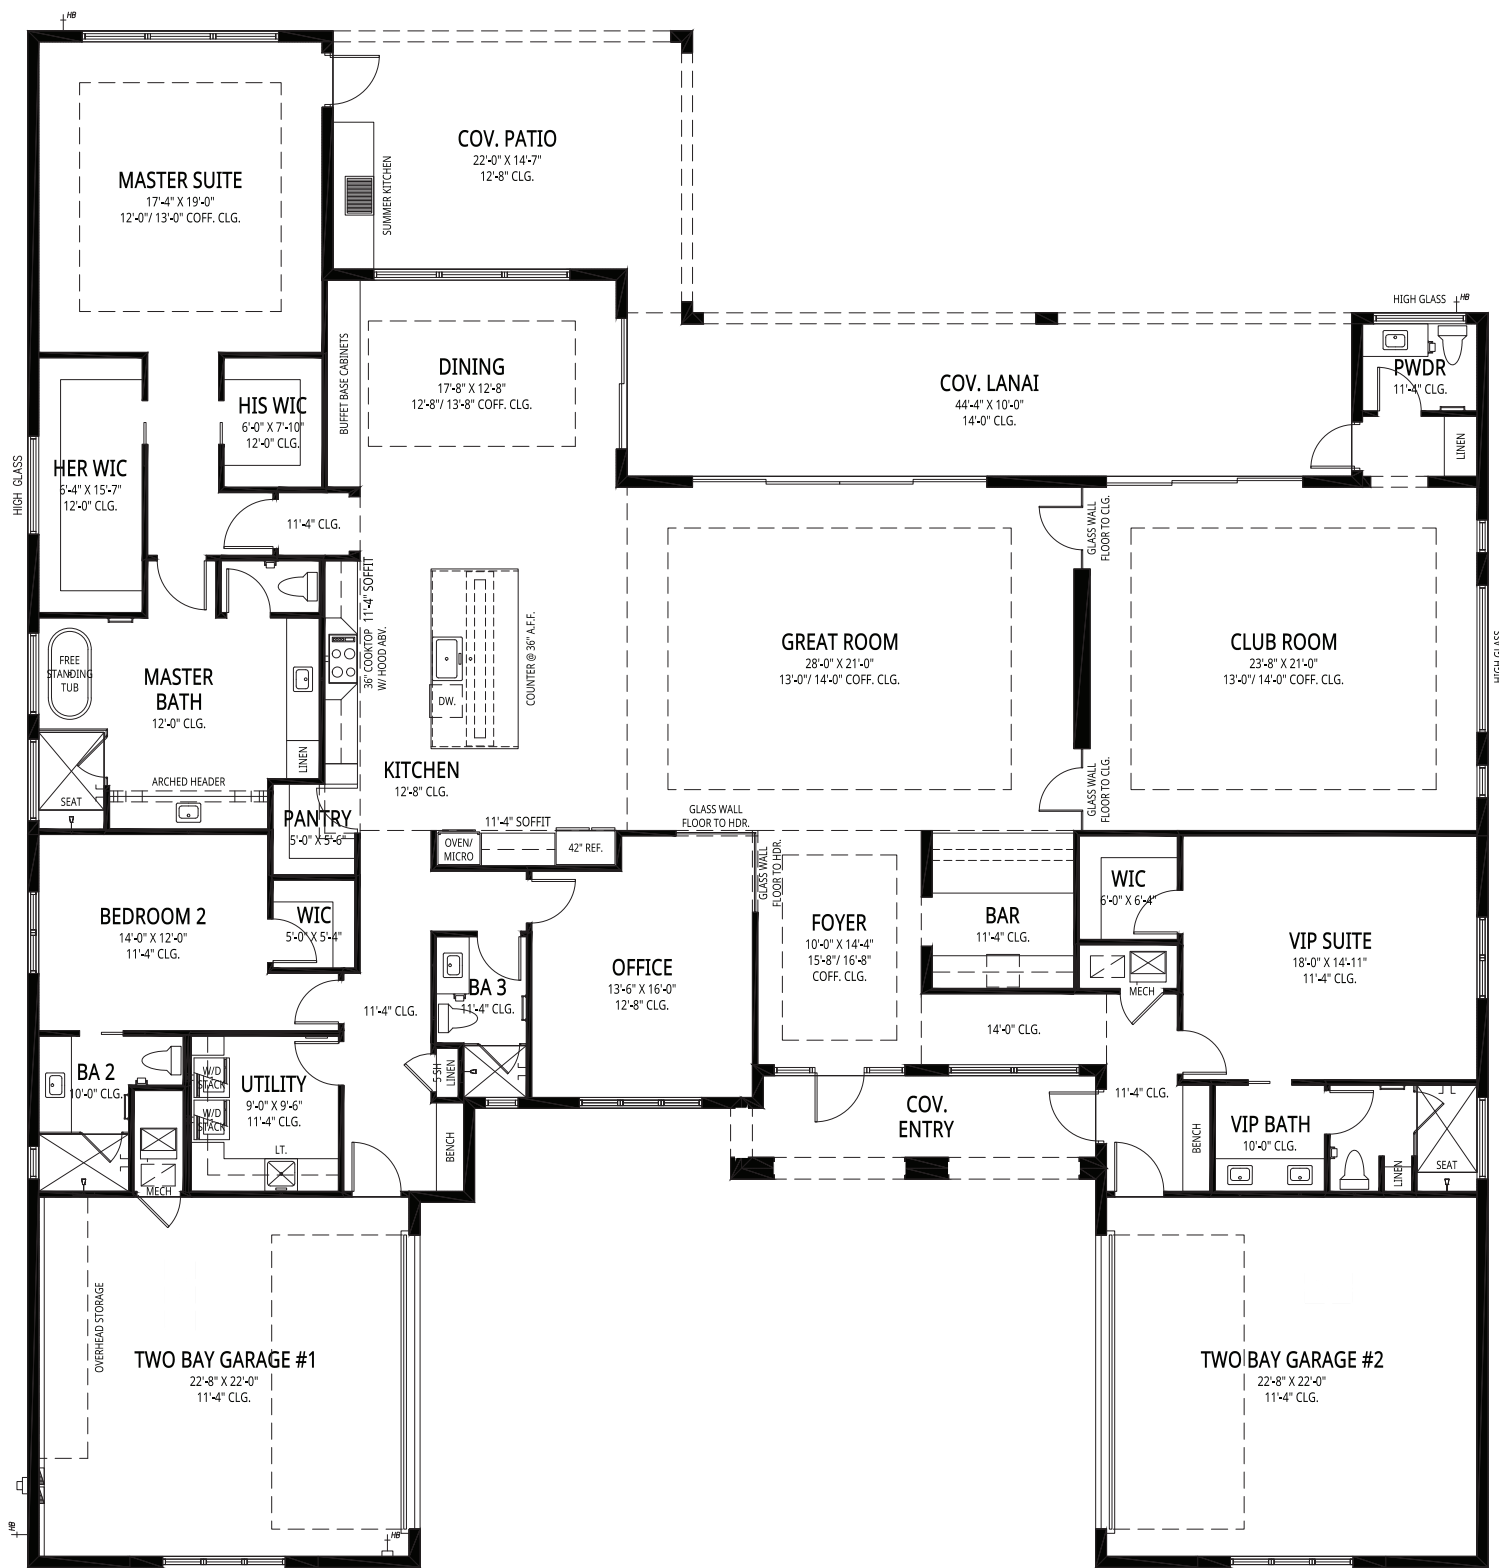 HB
COV. PATIO
22'-0" X 14'-7"
12'-8" CLG.
SUMMER KITCHEN
MASTER SUITE
17'-4" X 19'-0"
12'-0"/ 13'-0" COFF. CLG.
HIGH GLASS
HB
PWDR
11'-4" CLG.
LINEN
BUFFET BASE CABINETS
DINING
17'-8" X 12'-8"
12'-8"/ 13'-8" COFF. CLG.
COV. LANAI
44'-4" X 10'-0"
14'-0" CLG.
HIS WIC
6'-0" X 7'-10"
12'-0" CLG.
HER WIC
6'-4" X 15'-7"
12'-0" CLG.
HIGH GLASS
11'-4" CLG.
GLASS WALL
FLOOR TO CLG.
36" COOKTOP 11'-4" SOFFIT
W/ HOOD ABV.
COUNTER @ 36" A.F.F.
DW.
GREAT ROOM
28'-0" X 21'-0"
13'-0"/ 14'-0" COFF. CLG.
CLUB ROOM
23'-8" X 21'-0"
13'-0"/ 14'-0" COFF. CLG.
HIGH GLASS
FREE
STANDING
TUB
MASTER
BATH
12'-0" CLG.
LINEN
ARCHED HEADER
SEAT
KITCHEN
12'-8" CLG.
GLASS WALL
FLOOR TO CLG.
PANTRY
5'-0" X 5'-6"
11'-4" SOFFIT
OVEN/
MICRO
42" REF.
GLASS WALL
FLOOR TO HDR.
GLASS WALL
FLOOR TO HDR.
WIC
6'-0" X 6'-4"
BEDROOM 2
14'-0" X 12'-0"
11'-4" CLG.
WIC
5'-0" X 5'-4"
FOYER
10'-0" X 14'-4"
15'-8"/ 16'-8"
COFF. CLG.
BAR
11'-4" CLG.
VIP SUITE
18'-0" X 14'-11"
11'-4" CLG.
OFFICE
13'-6" X 16'-0"
12'-8" CLG.
BA 3
11'-4" CLG.
MECH
11'-4" CLG.
14'-0" CLG.
BA 2
10'-0" CLG.
W/D
STACK
W/D
STACK
UTILITY
9'-0" X 9'-6"
11'-4" CLG.
LT.
5 SH
LINEN
BENCH
MECH
COV.
ENTRY
11'-4" CLG.
BENCH
VIP BATH
10'-0" CLG.
LINEN
SEAT
OVERHEAD STORAGE
TWO BAY GARAGE #1
22'-8" X 22'-0"
11'-4" CLG.
TWO BAY GARAGE #2
22'-8" X 22'-0"
11'-4" CLG.
HB
HB